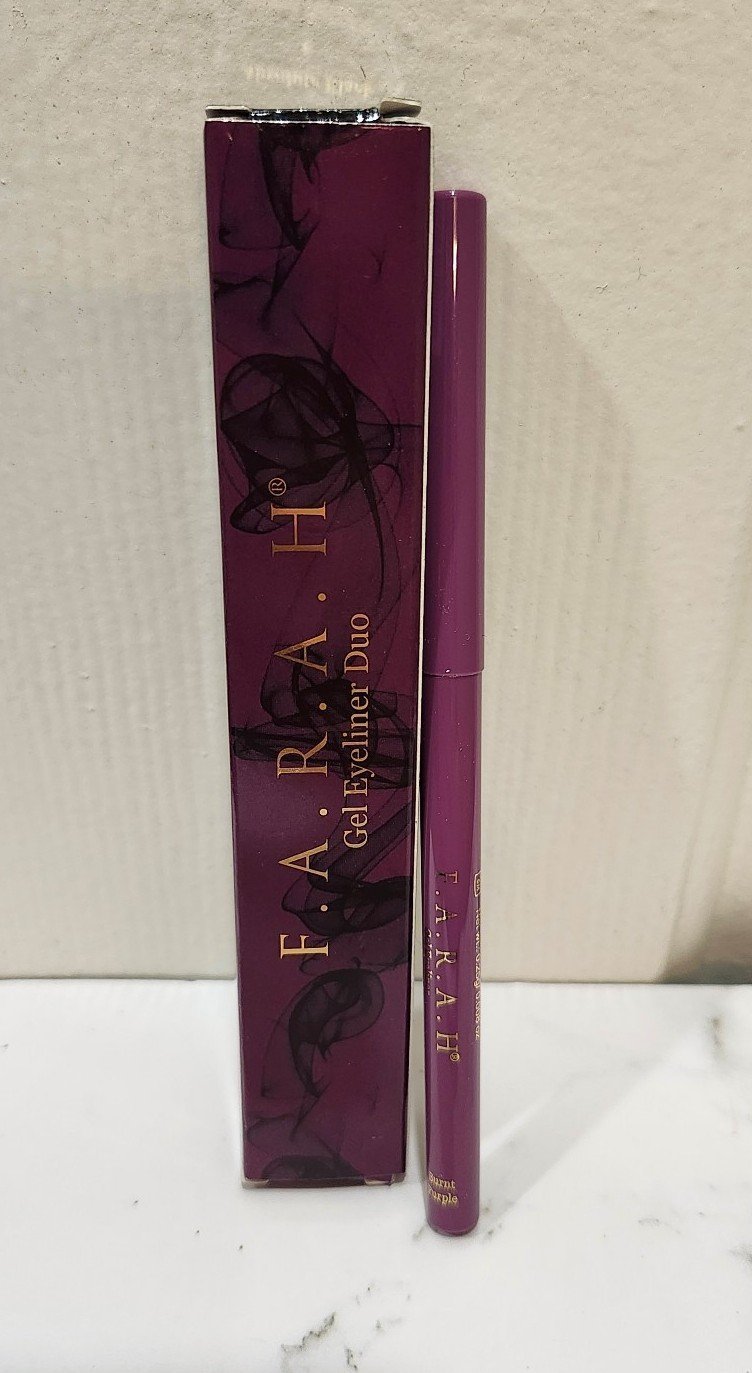 F.A.R.A.H®
Gel Eyeliner Duo
F.A.R.A.H®
Burnt
Purple